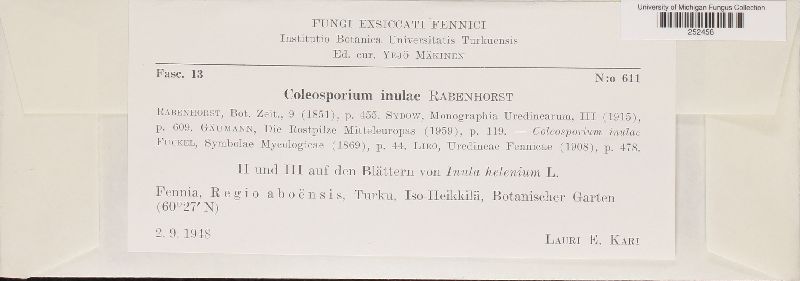 University of Michigan Fungus Collection
252456
FUNGI EXSICCATI FENNICI
Institutio Botanica Universitatis Turkuensis
Ed. cur. YRJÖ MÄKINEN
Fasc. 13 N:o 611
Coleosporium inulae RABENHORST
RABENHORST, Bot. Zeit., 9 (1851), p. 455. SYDOW, Monographia Uredinearum, III (1915),
p. 609. GÄUMANN, Die Rostpilze Mitteleuropas (1959), p. 119. — Coleosporium inulae
FUCKEL, Symbolae Mycologicae (1869), p. 44. LIRO, Uredineae Fennicae (1908), p. 478.
II und III auf den Blättern von Inula helenium L.
Fennia, Regio aboënsis, Turku, Iso-Heikkilä, Botanischer Garten
(60°27′ N)
2. 9. 1948 LAURI E. KARI